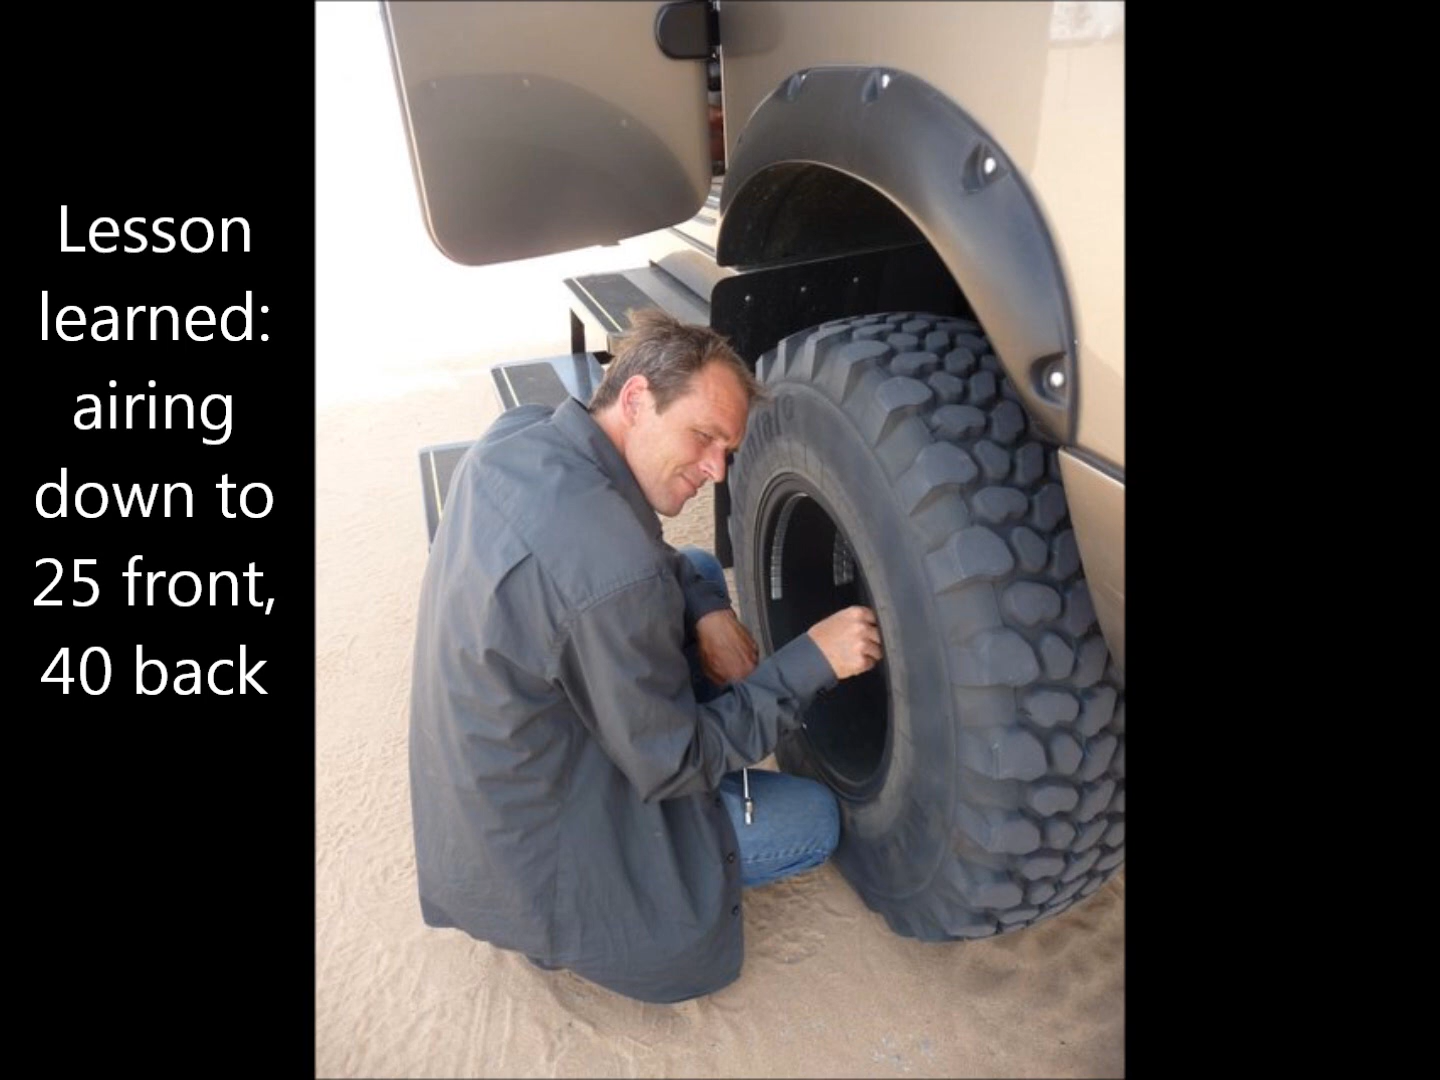 Lesson
learned:
airing
down to
25 front,
40 back